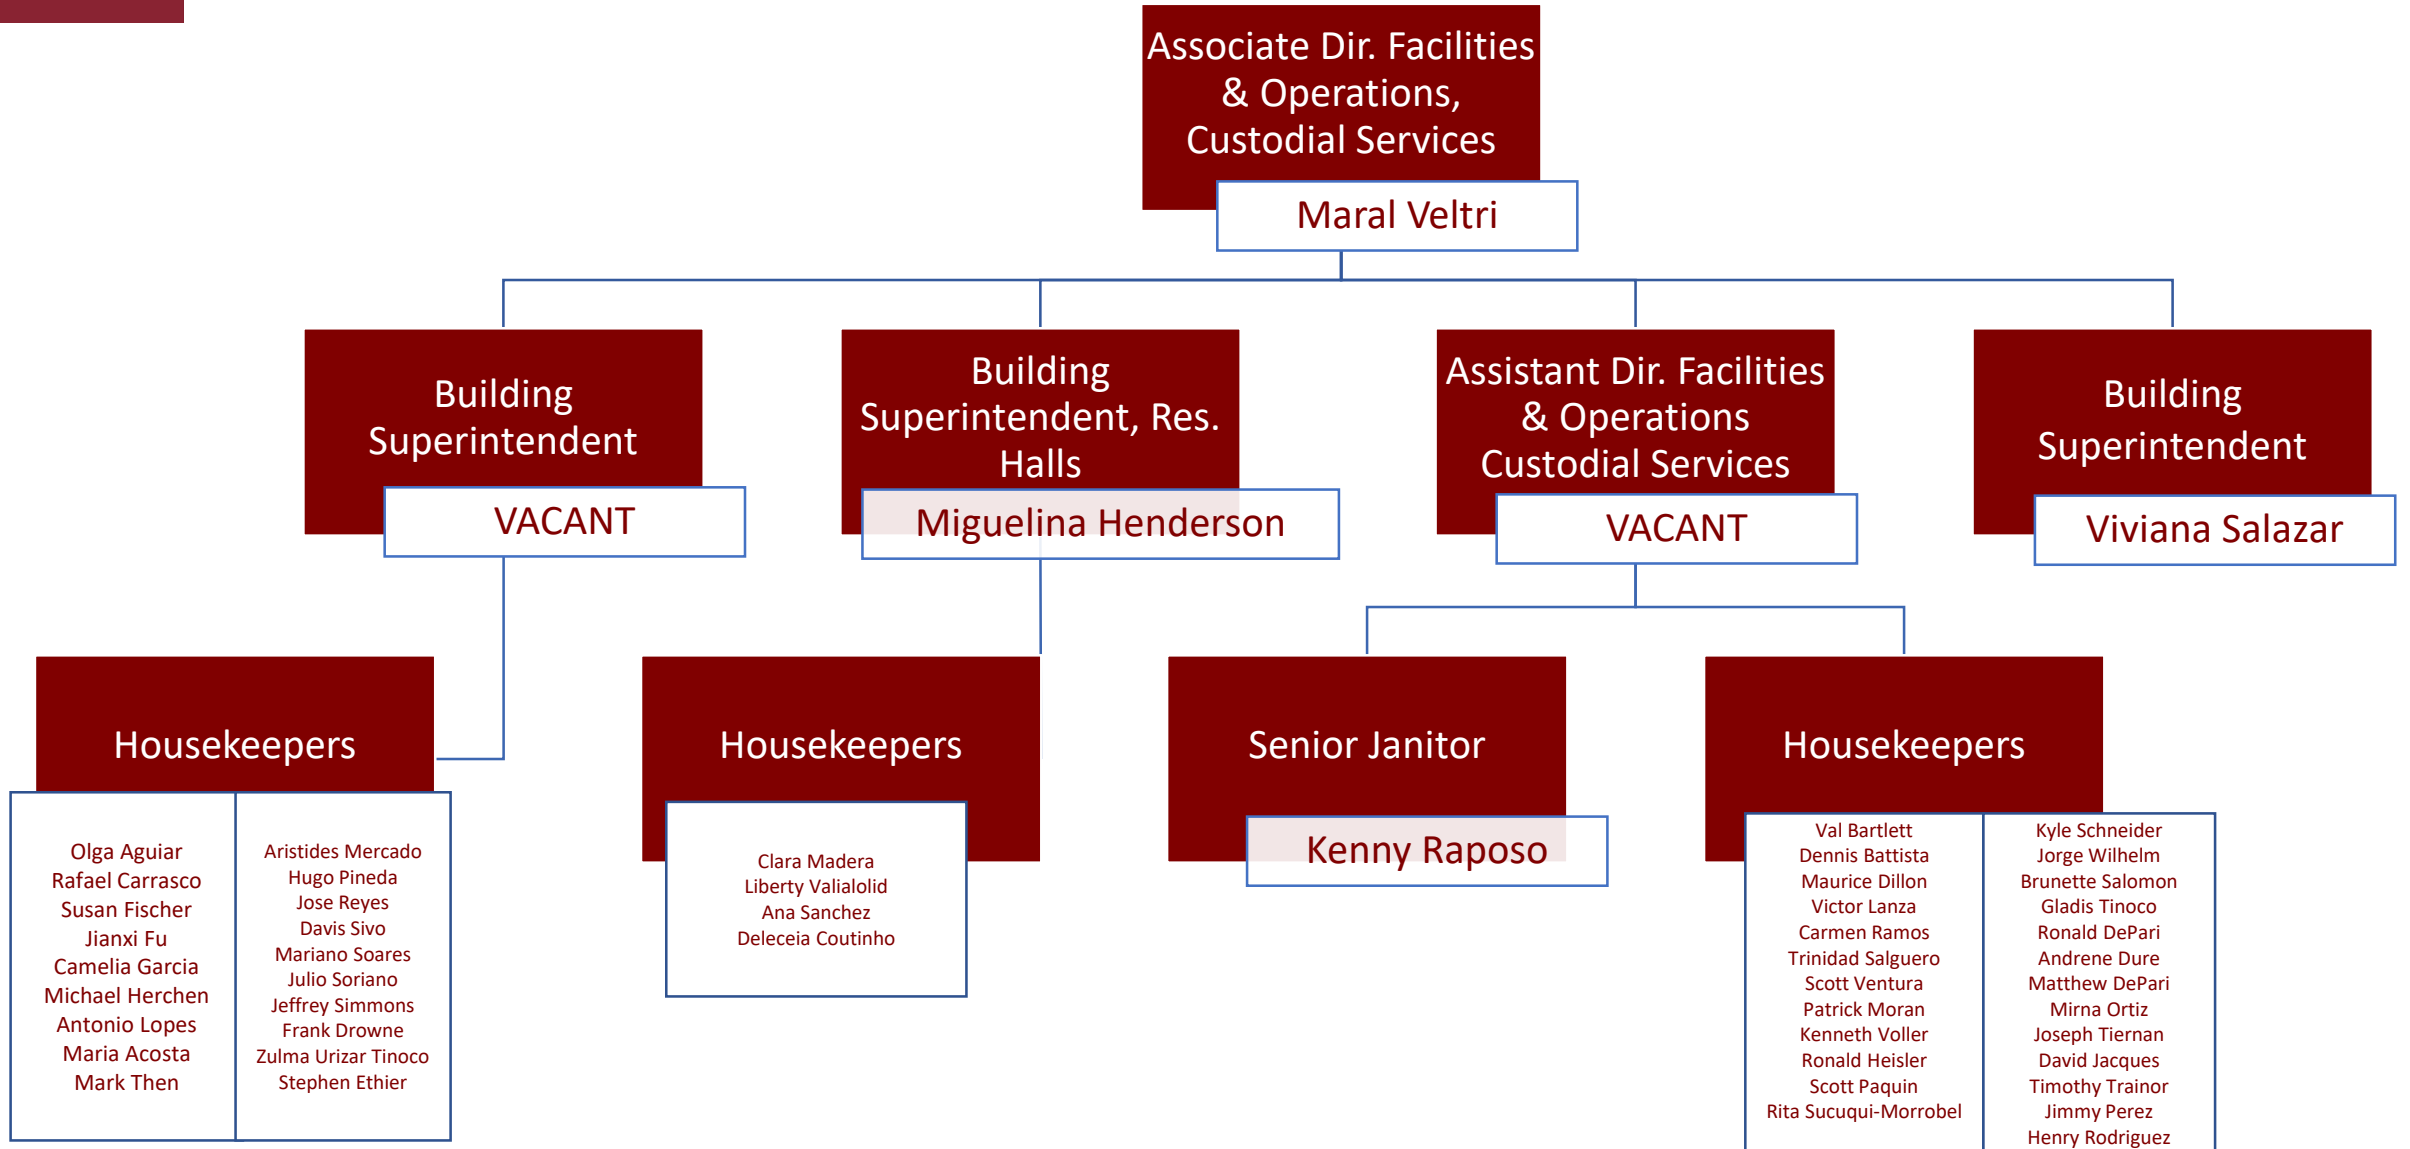 Associate Dir. Facilities
& Operations,
Custodial Services
Maral Veltri
Building
Superintendent
VACANT
Building
Superintendent, Res.
Halls
Miguelina Henderson
Assistant Dir. Facilities
& Operations
Custodial Services
VACANT
Building
Superintendent
Viviana Salazar
Housekeepers
Olga Aguiar
Rafael Carrasco
Susan Fischer
Jianxi Fu
Camelia Garcia
Michael Herchen
Antonio Lopes
Maria Acosta
Mark Then
Aristides Mercado
Hugo Pineda
Jose Reyes
Davis Sivo
Mariano Soares
Julio Soriano
Jeffrey Simmons
Frank Drowne
Zulma Urizar Tinoco
Stephen Ethier
Housekeepers
Clara Madera
Liberty Valialolid
Ana Sanchez
Deleceia Coutinho
Senior Janitor
Kenny Raposo
Housekeepers
Val Bartlett
Dennis Battista
Maurice Dillon
Victor Lanza
Carmen Ramos
Trinidad Salguero
Scott Ventura
Patrick Moran
Kenneth Voller
Ronald Heisler
Scott Paquin
Rita Sucuqui-Morrobel
Kyle Schneider
Jorge Wilhelm
Brunette Salomon
Gladis Tinoco
Ronald DePari
Andrene Dure
Matthew DePari
Mirna Ortiz
Joseph Tiernan
David Jacques
Timothy Trainor
Jimmy Perez
Henry Rodriguez